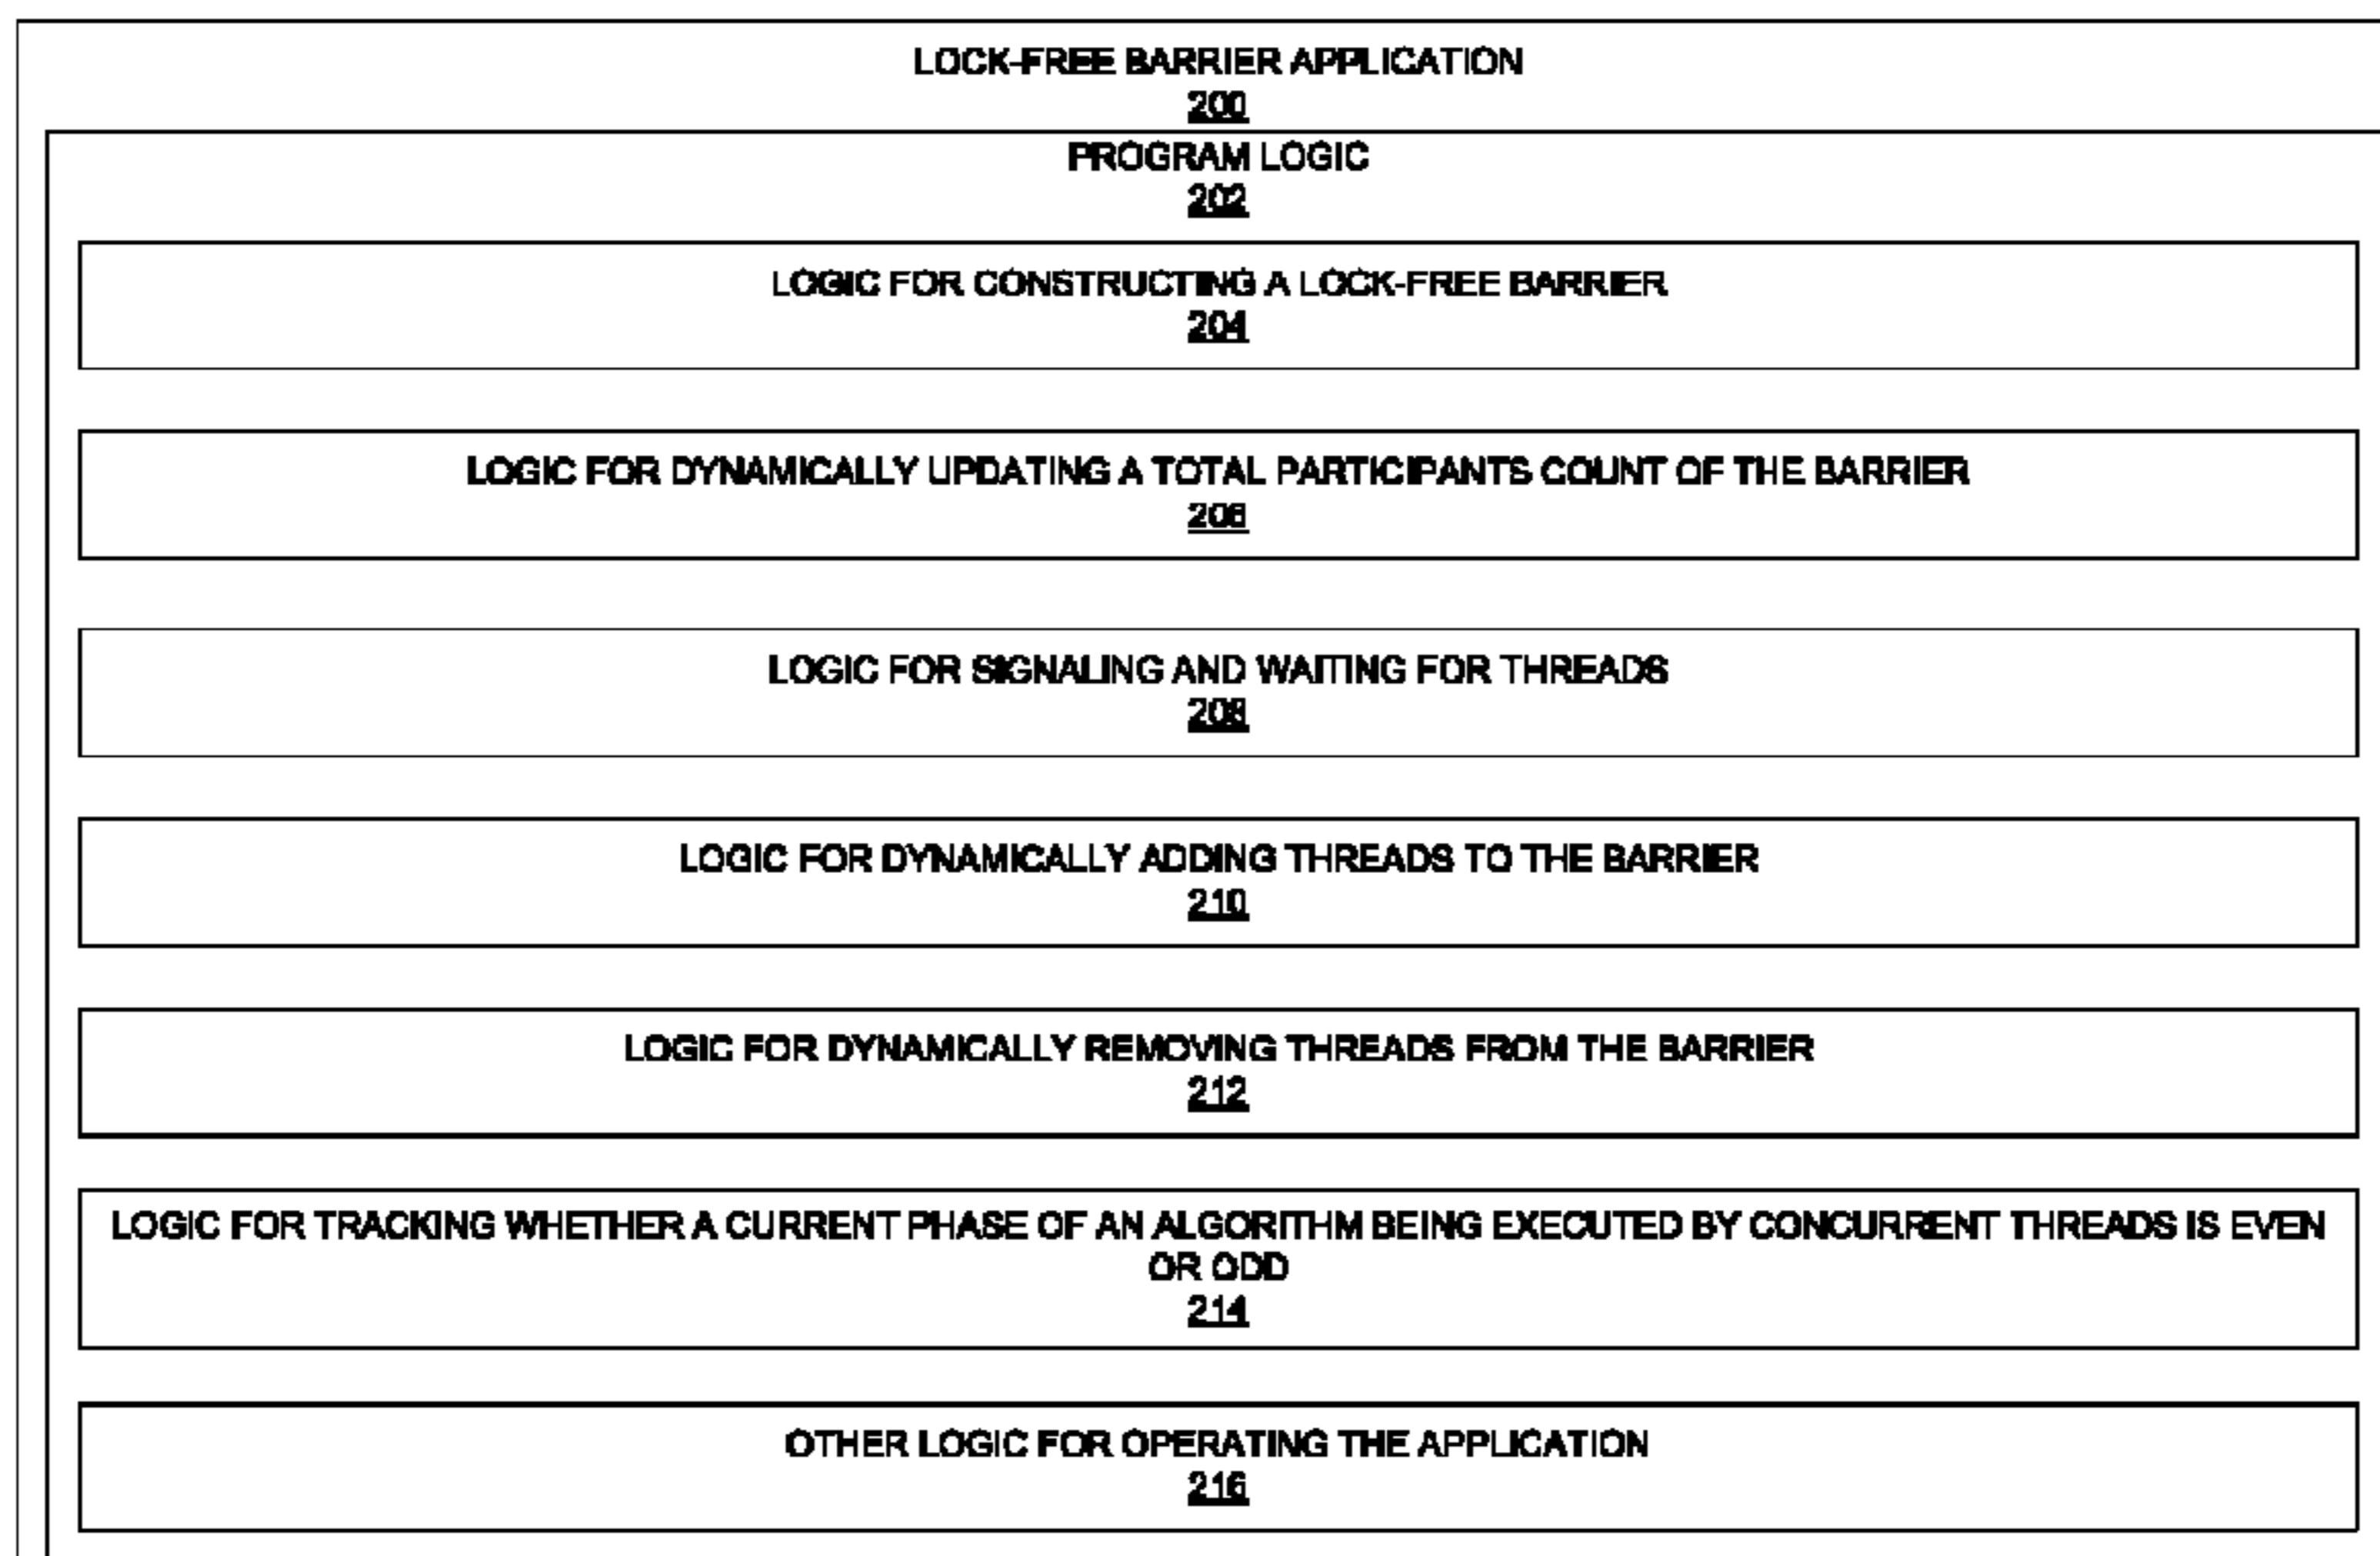 LOCK-FREE BARRIER APPLICATION
200
PROGRAM LOGIC
202
LOGIC FOR CONSTRUCTING A LOCK-FREE BARRIER
204
LOGIC FOR DYNAMICALLY UPDATING A TOTAL PARTICIPANTS COUNT OF THE BARRIER
206
LOGIC FOR SIGNALING AND WAITING FOR THREADS
208
LOGIC FOR DYNAMICALLY ADDING THREADS TO THE BARRIER
210
LOGIC FOR DYNAMICALLY REMOVING THREADS FROM THE BARRIER
212
LOGIC FOR TRACKING WHETHER A CURRENT PHASE OF AN ALGORITHM BEING EXECUTED BY CONCURRENT THREADS IS EVEN
OR ODD
214
OTHER LOGIC FOR OPERATING THE APPLICATION
216